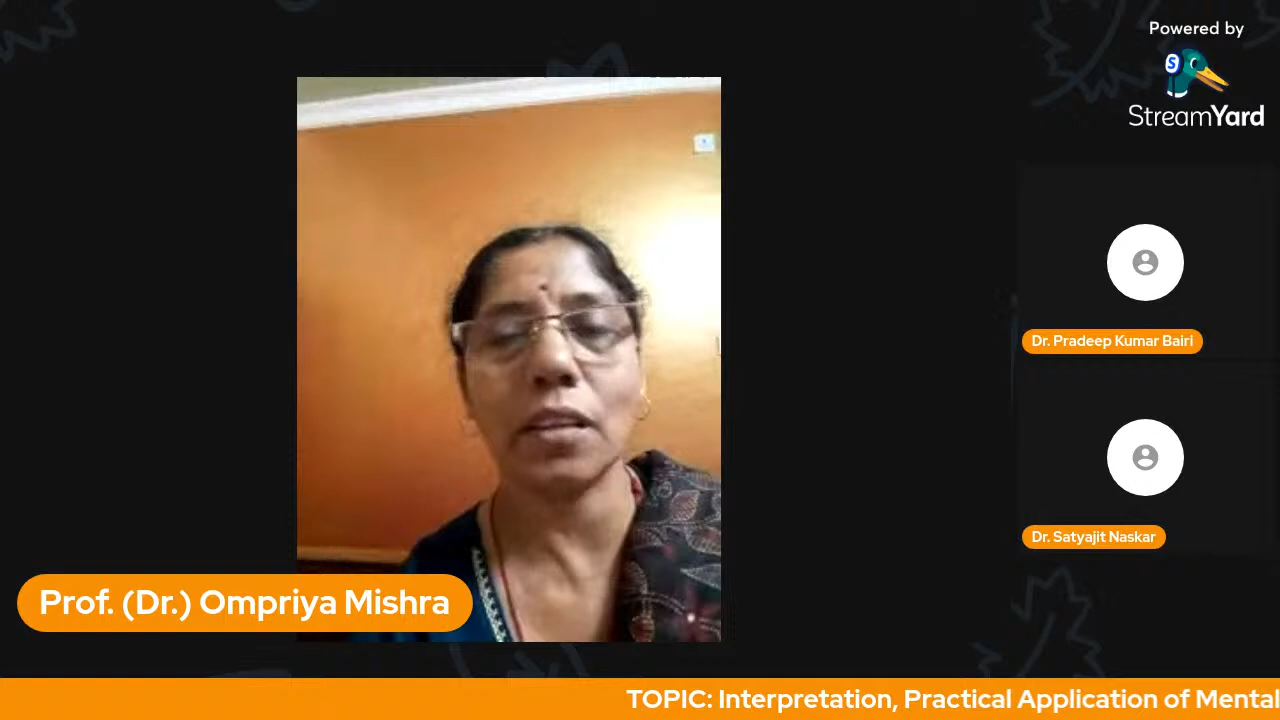 Powered by
S
StreamYard
Dr. Pradeep Kumar Bairi
Dr. Satyajit Naskar
Prof. (Dr.) Ompriya Mishra
TOPIC: Interpretation, Practical Application of Mental